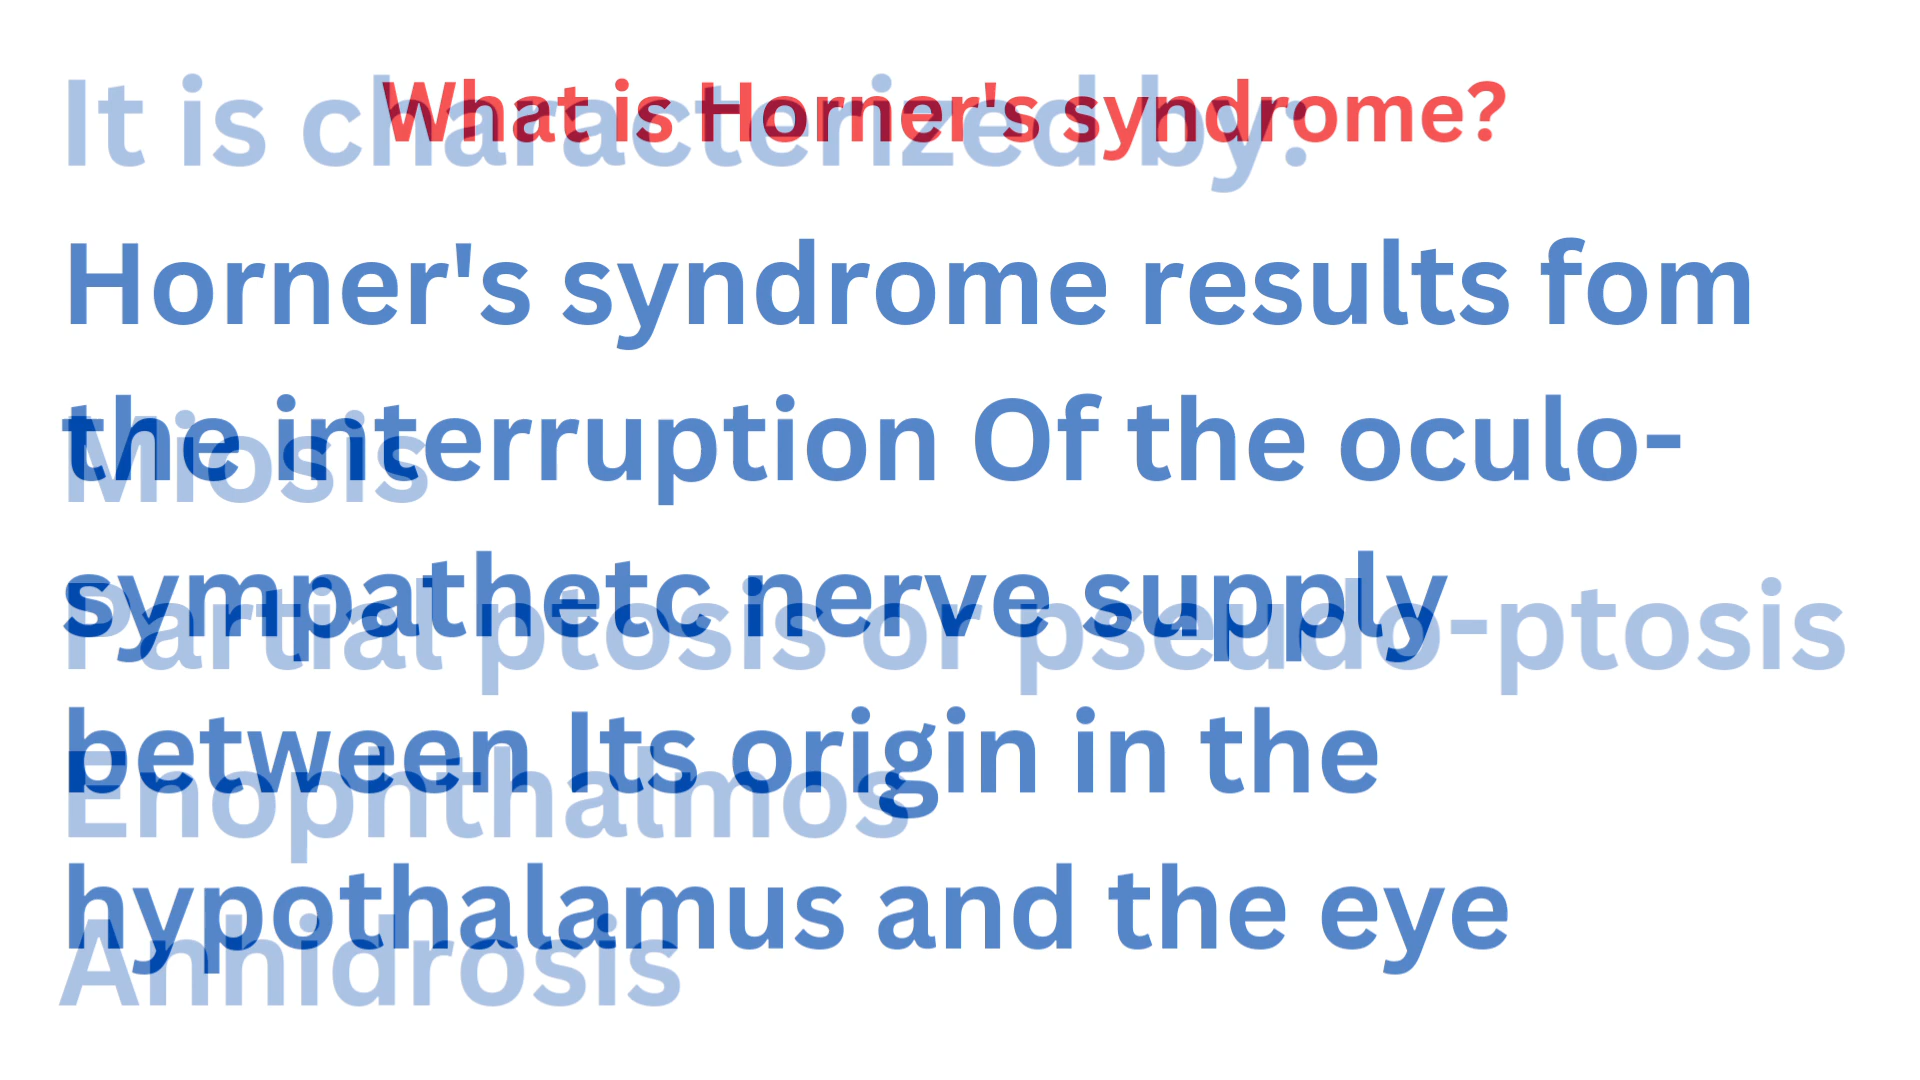 What is Horner's syndrome?
Horner's syndrome results fom
the interruption Of the oculo-
sympathetc nerve supply
between Its origin in the
hypothalamus and the eye
It is characterized by:
Miosis
Partial ptosis or pseudo-ptosis
Enophthalmos
Anhidrosis